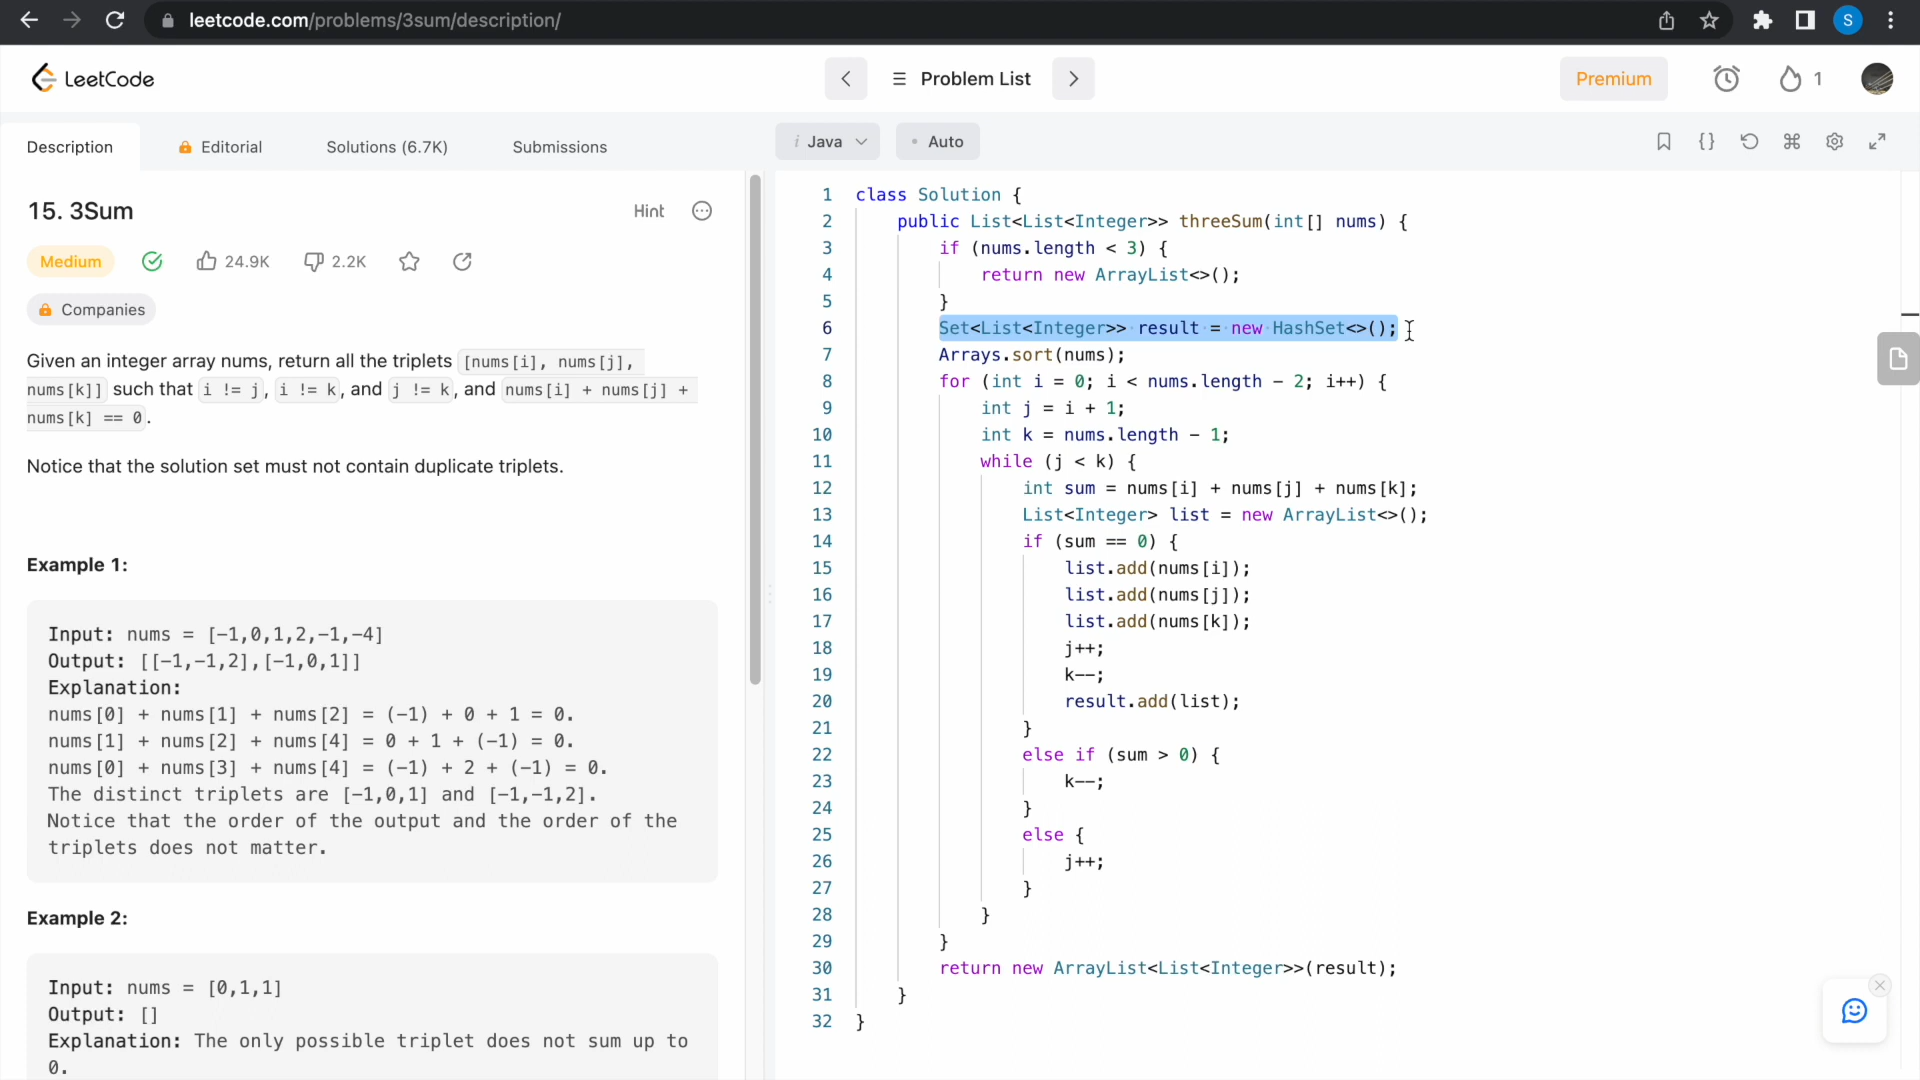 leetcode.com/problems/3sum/description/
S
LeetCode
Problem List
Premium
1
Description
Editorial
Solutions (6.7K)
Submissions
i Java
• Auto
15. 3Sum
Hint
Medium
24.9K
2.2K
Companies
Given an integer array nums, return all the triplets [nums[i], nums[j],
nums[k]] such that i != j, i != k, and j != k, and nums[i] + nums[j] +
nums[k] == 0.
Notice that the solution set must not contain duplicate triplets.
Example 1:
Input: nums = [-1,0,1,2,-1,-4]
Output: [[-1,-1,2],[-1,0,1]]
Explanation:
nums[0] + nums[1] + nums[2] = (-1) + 0 + 1 = 0.
nums[1] + nums[2] + nums[4] = 0 + 1 + (-1) = 0.
nums[0] + nums[3] + nums[4] = (-1) + 2 + (-1) = 0.
The distinct triplets are [-1,0,1] and [-1,-1,2].
Notice that the order of the output and the order of the
triplets does not matter.
Example 2:
Input: nums = [0,1,1]
Output: []
Explanation: The only possible triplet does not sum up to
0.
1 class Solution {
2 public List<List<Integer>> threeSum(int[] nums) {
3 if (nums.length < 3) {
4 return new ArrayList<>();
5 }
6 Set<List<Integer>> result = new HashSet<>();
7 Arrays.sort(nums);
8 for (int i = 0; i < nums.length - 2; i++) {
9 int j = i + 1;
10 int k = nums.length - 1;
11 while (j < k) {
12 int sum = nums[i] + nums[j] + nums[k];
13 List<Integer> list = new ArrayList<>();
14 if (sum == 0) {
15 list.add(nums[i]);
16 list.add(nums[j]);
17 list.add(nums[k]);
18 j++;
19 k--;
20 result.add(list);
21 }
22 else if (sum > 0) {
23 k--;
24 }
25 else {
26 j++;
27 }
28 }
29 }
30 return new ArrayList<List<Integer>>(result);
31 }
32 }